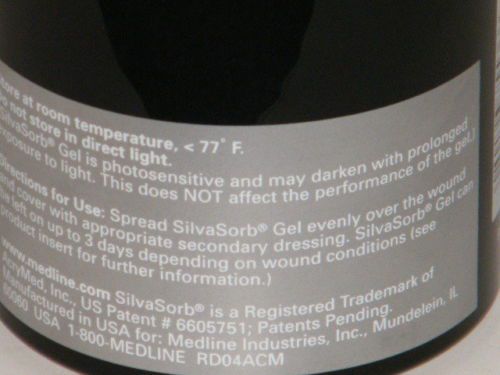 tore at room temperature, < 77° F.
o not store in direct light.
SilvaSorb® Gel is photosensitive and may darken with prolonged
exposure to light. This does NOT affect the performance of the gel.)
Directions for Use: Spread SilvaSorb® Gel evenly over the wound
nd cover with appropriate secondary dressing. SilvaSorb® Gel can
be left on up to 3 days depending on wound conditions (see
product insert for further information.)
www.medline.com SilvaSorb® is a Registered Trademark of
AcryMed, Inc., US Patent # 6605751; Patents Pending.
Manufactured in USA for: Medline Industries, Inc., Mundelein, IL
60060 USA 1-800-MEDLINE RD04ACM